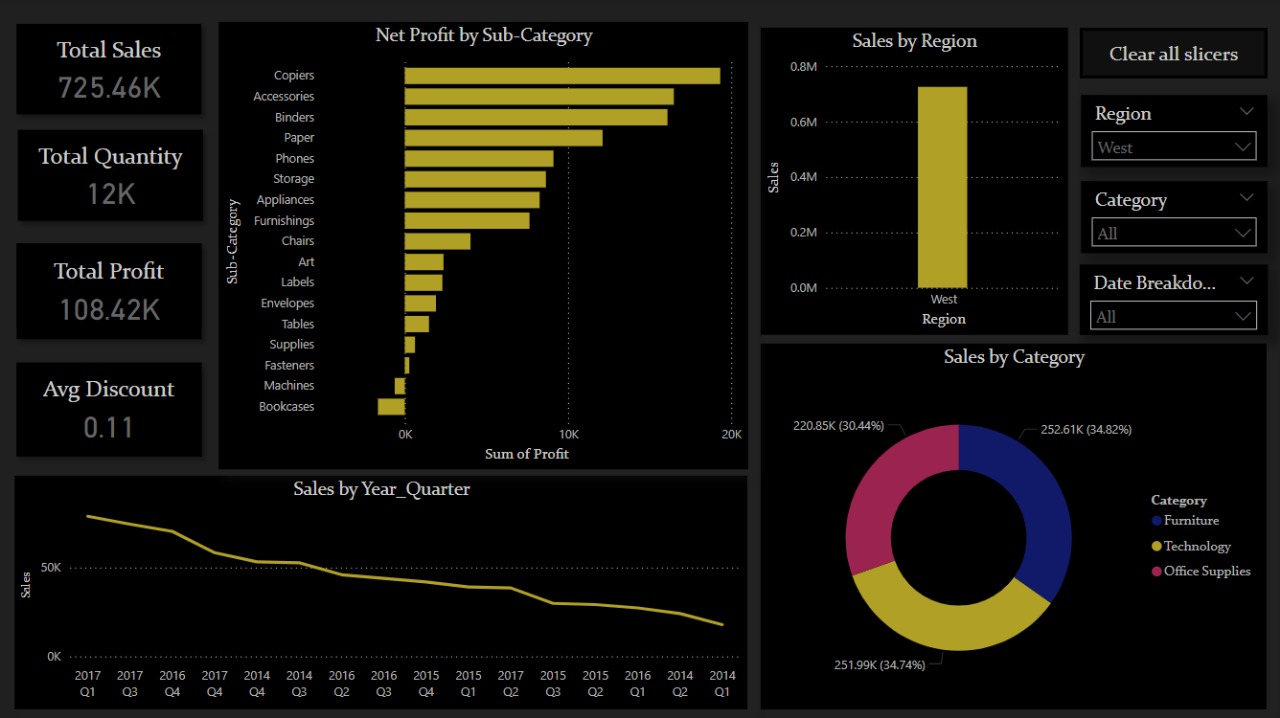 Total Sales
725.46K
Total Quantity
12K
Total Profit
108.42K
Avg Discount
0.11
Net Profit by Sub-Category
Sub-Category
Copiers
Accessories
Binders
Paper
Phones
Storage
Appliances
Furnishings
Chairs
Art
Labels
Envelopes
Tables
Supplies
Fasteners
Machines
Bookcases
0K 10K 20K
Sum of Profit
Sales by Region
Sales
0.8M
0.6M
0.4M
0.2M
0.0M
West
Region
Clear all slicers
Region
West
Category
All
Date Breakdo...
All
Sales by Year_Quarter
Sales
50K
0K
2017 2017 2016 2017 2014 2014 2016 2016 2015 2015 2017 2015 2015 2016 2014 2014
Q1 Q3 Q4 Q4 Q4 Q3 Q2 Q3 Q4 Q1 Q2 Q3 Q2 Q1 Q2 Q1
Sales by Category
220.85K (30.44%)
252.61K (34.82%)
251.99K (34.74%)
Category
Furniture
Technology
Office Supplies